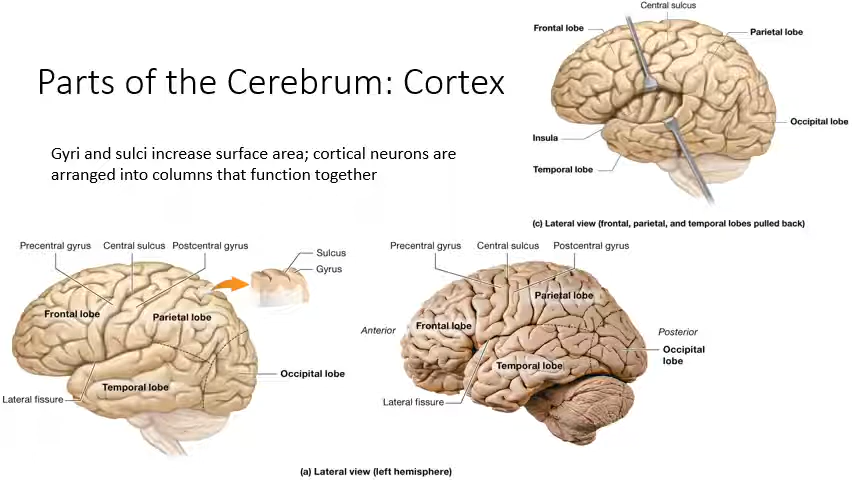 Parts of the Cerebrum: Cortex
Gyri and sulci increase surface area; cortical neurons are
arranged into columns that function together
Central sulcus
Frontal lobe
Parietal lobe
Occipital lobe
Insula
Temporal lobe
(c) Lateral view (frontal, parietal, and temporal lobes pulled back)
Precentral gyrus
Central sulcus
Postcentral gyrus
Sulcus
Gyrus
Frontal lobe
Parietal lobe
Temporal lobe
Occipital lobe
Lateral fissure
Precentral gyrus
Central sulcus
Postcentral gyrus
Parietal lobe
Frontal lobe
Anterior
Posterior
Occipital
lobe
Temporal lobe
Lateral fissure
(a) Lateral view (left hemisphere)